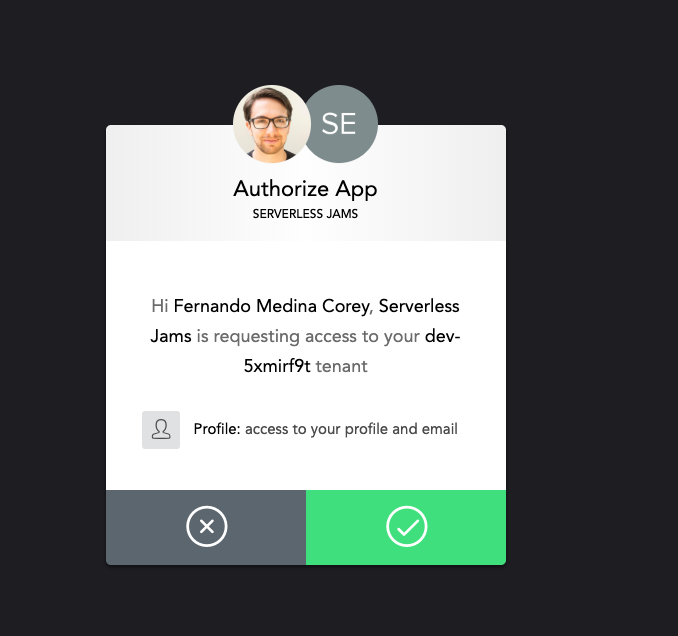 SE
Authorize App
SERVERLESS JAMS
Hi Fernando Medina Corey, Serverless
Jams is requesting access to your dev-
5xmirf9t tenant
Profile: access to your profile and email